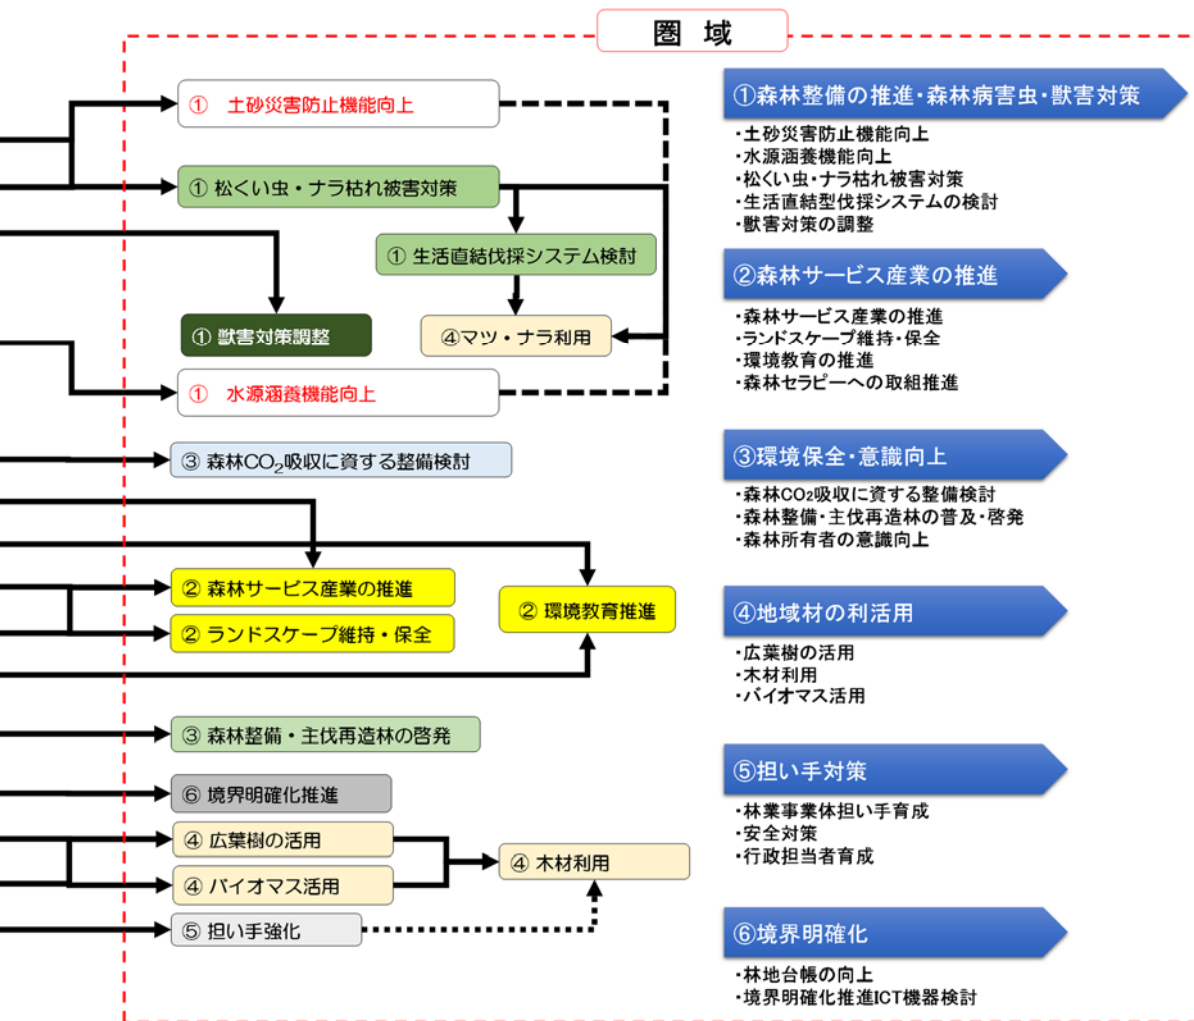 圏 域
① 土砂災害防止機能向上
① 松くい虫・ナラ枯れ被害対策
① 生活直結伐採システム検討
① 獣害対策調整
④マツ・ナラ利用
① 水源涵養機能向上
③ 森林CO₂吸収に資する整備検討
② 森林サービス産業の推進
② 環境教育推進
② ランドスケープ維持・保全
③ 森林整備・主伐再造林の啓発
⑥ 境界明確化推進
④ 広葉樹の活用
④ 木材利用
④ バイオマス活用
⑤ 担い手強化
①森林整備の推進・森林病害虫・獣害対策
・土砂災害防止機能向上
・水源涵養機能向上
・松くい虫・ナラ枯れ被害対策
・生活直結型伐採システムの検討
・獣害対策の調整
②森林サービス産業の推進
・森林サービス産業の推進
・ランドスケープ維持・保全
・環境教育の推進
・森林セラピーへの取組推進
③環境保全・意識向上
・森林CO₂吸収に資する整備検討
・森林整備・主伐再造林の普及・啓発
・森林所有者の意識向上
④地域材の利活用
・広葉樹の活用
・木材利用
・バイオマス活用
⑤担い手対策
・林業事業体担い手育成
・安全対策
・行政担当者育成
⑥境界明確化
・林地台帳の向上
・境界明確化推進ICT機器検討